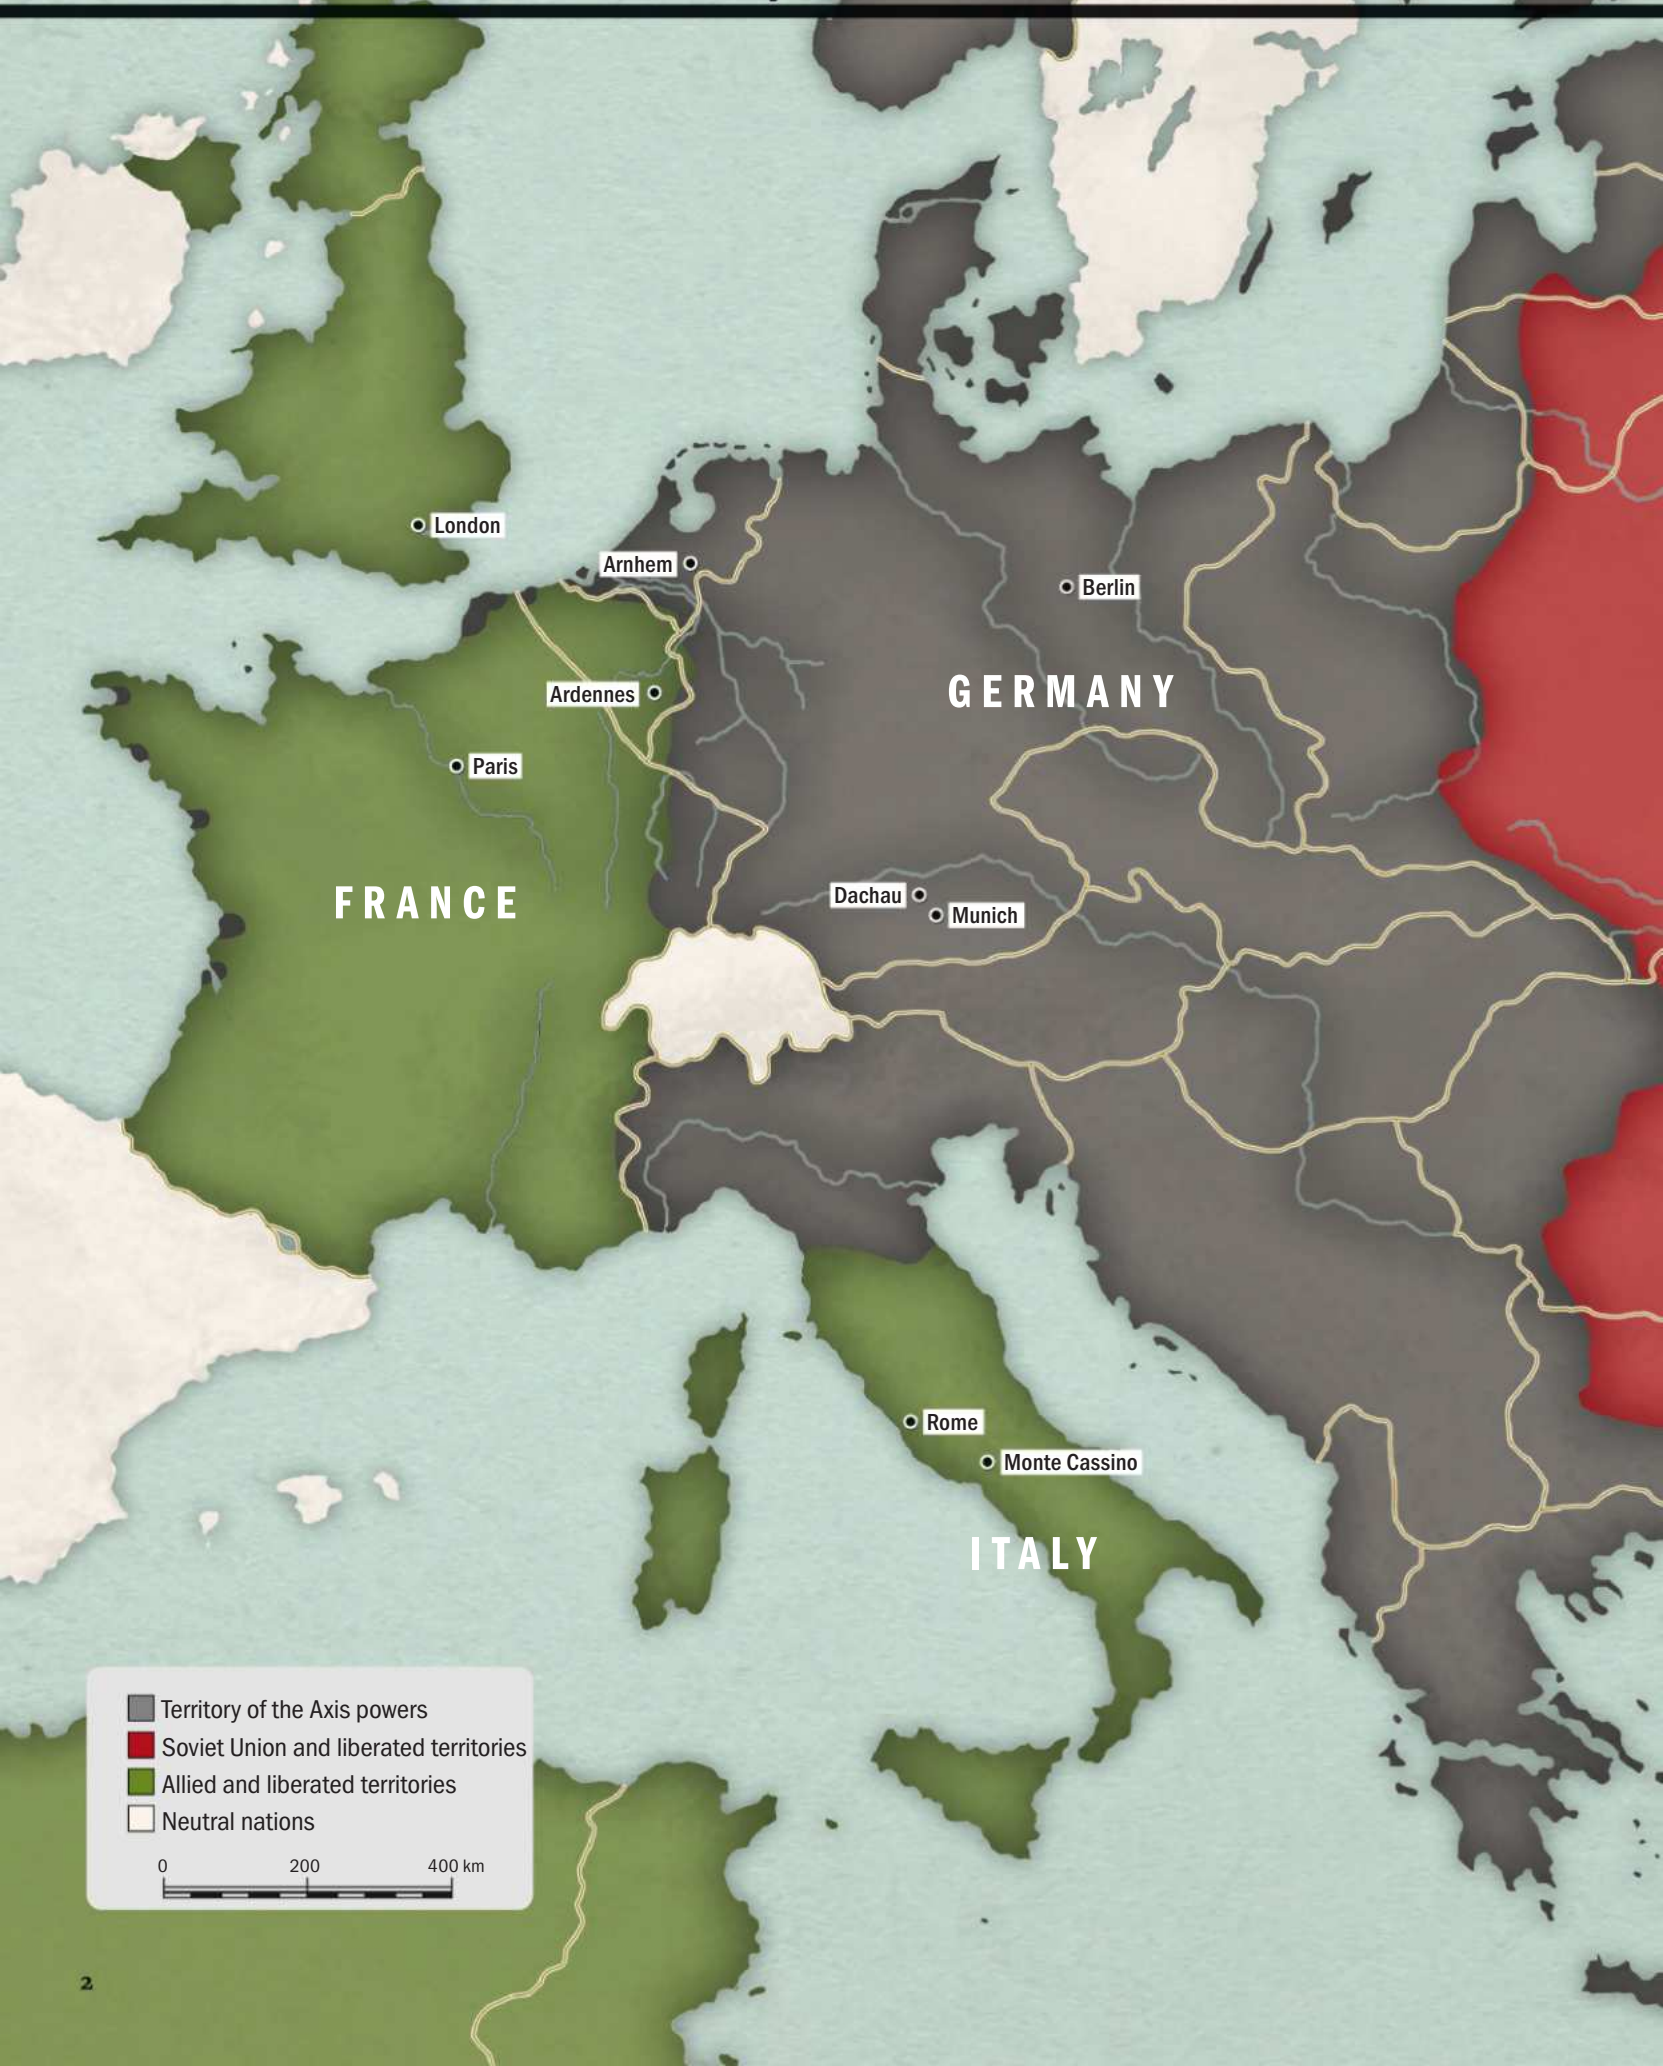 London
Arnhem
Berlin
GERMANY
Ardennes
Paris
FRANCE
Dachau
Munich
Rome
Monte Cassino
ITALY
Territory of the Axis powers
Soviet Union and liberated territories
Allied and liberated territories
Neutral nations
0 200 400 km
2